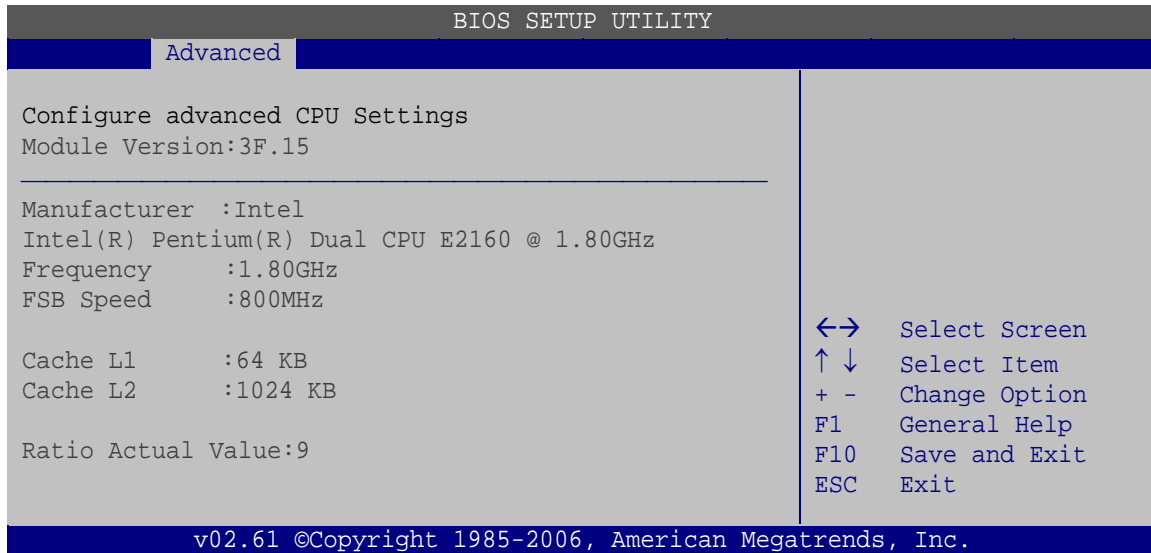 BIOS SETUP UTILITY
Advanced
Configure advanced CPU Settings
Module Version:3F.15
Manufacturer :Intel
Intel(R) Pentium(R) Dual CPU E2160 @ 1.80GHz
Frequency :1.80GHz
FSB Speed :800MHz
Cache L1 :64 KB
Cache L2 :1024 KB
Ratio Actual Value:9
←→ Select Screen
↑↓ Select Item
+ - Change Option
F1 General Help
F10 Save and Exit
ESC Exit
v02.61 ©Copyright 1985-2006, American Megatrends, Inc.